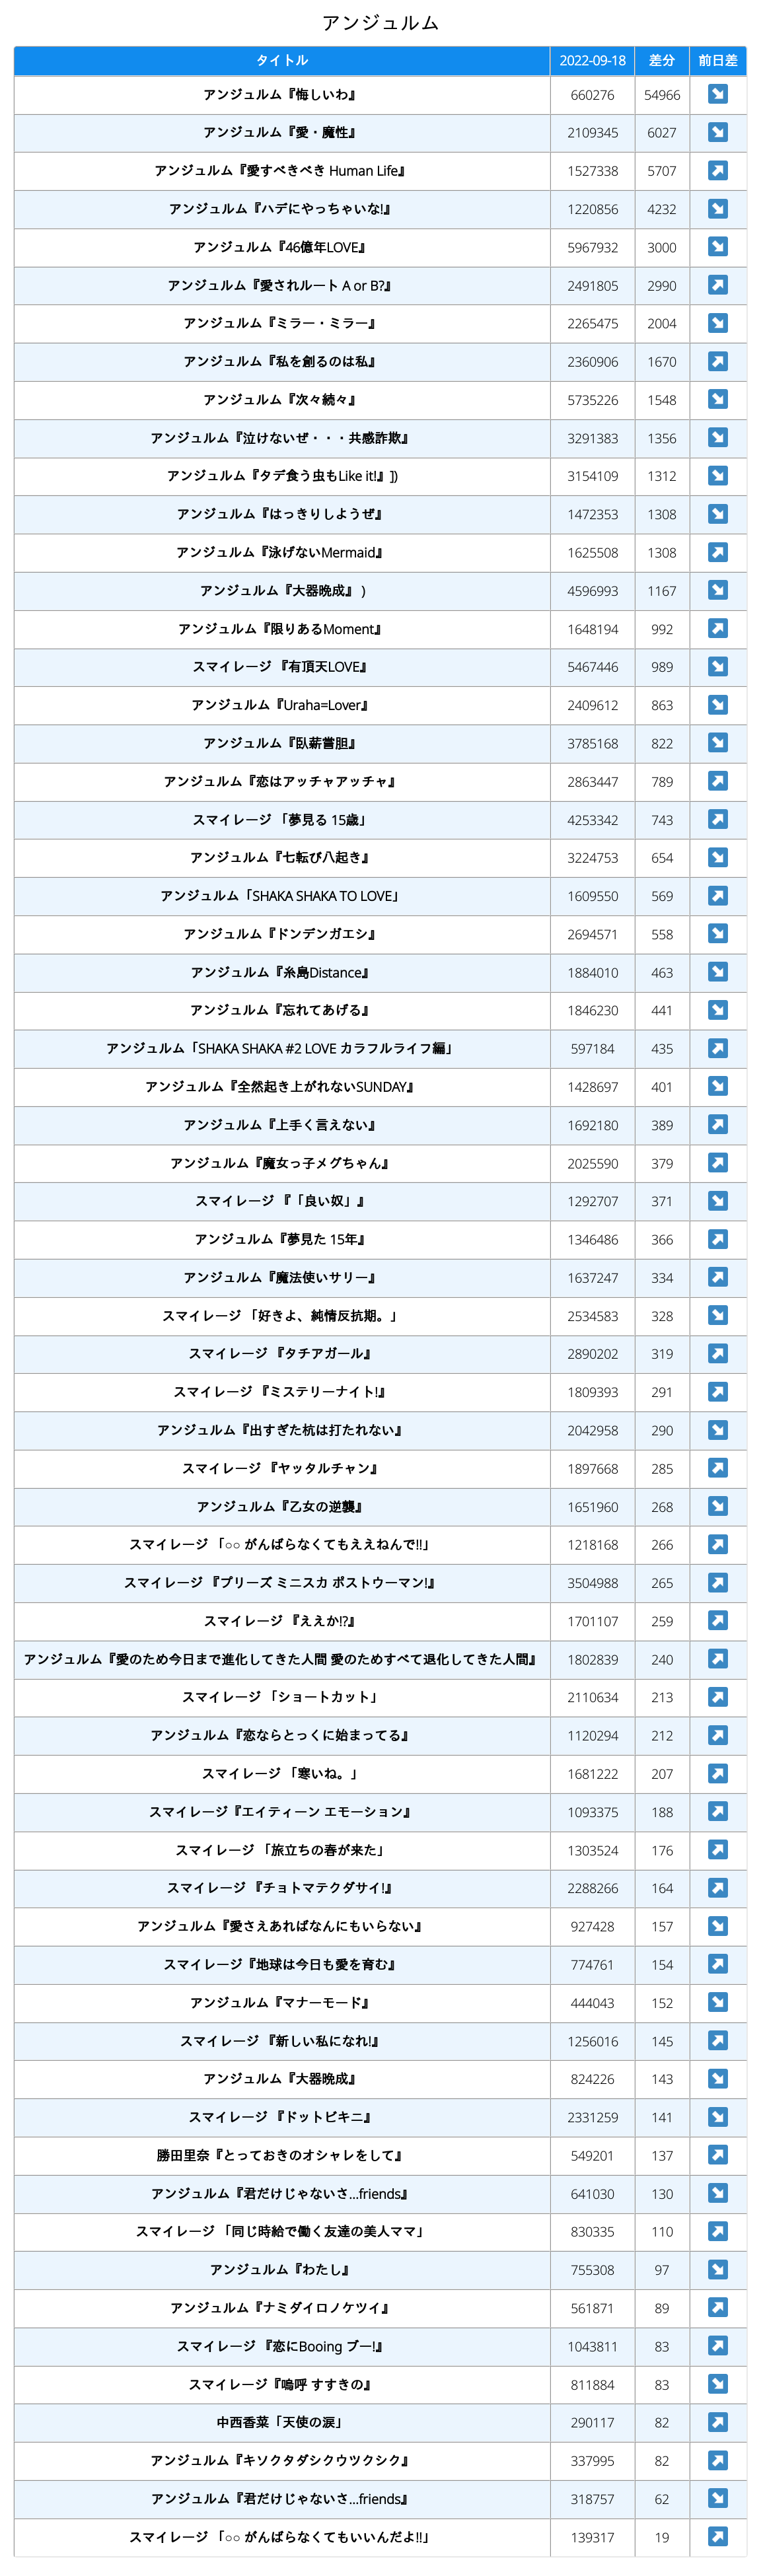 アンジュルム
タイトル 2022-09-18 差分 前日差
アンジュルム『悔しいわ』 660276 54966
アンジュルム『愛・魔性』 2109345 6027
アンジュルム『愛すべきべき Human Life』 1527338 5707
アンジュルム『ハデにやっちゃいな!』 1220856 4232
アンジュルム『46億年LOVE』 5967932 3000
アンジュルム『愛されルート A or B?』 2491805 2990
アンジュルム『ミラー・ミラー』 2265475 2004
アンジュルム『私を創るのは私』 2360906 1670
アンジュルム『次々続々』 5735226 1548
アンジュルム『泣けないぜ・・・共感詐欺』 3291383 1356
アンジュルム『タデ食う虫もLike it!』]) 3154109 1312
アンジュルム『はっきりしようぜ』 1472353 1308
アンジュルム『泳げないMermaid』 1625508 1308
アンジュルム『大器晩成』 ) 4596993 1167
アンジュルム『限りあるMoment』 1648194 992
スマイレージ 『有頂天LOVE』 5467446 989
アンジュルム『Uraha=Lover』 2409612 863
アンジュルム『臥薪嘗胆』 3785168 822
アンジュルム『恋はアッチャアッチャ』 2863447 789
スマイレージ 「夢見る 15歳」 4253342 743
アンジュルム『七転び八起き』 3224753 654
アンジュルム「SHAKA SHAKA TO LOVE」 1609550 569
アンジュルム『ドンデンガエシ』 2694571 558
アンジュルム『糸島Distance』 1884010 463
アンジュルム『忘れてあげる』 1846230 441
アンジュルム「SHAKA SHAKA #2 LOVE カラフルライフ編」 597184 435
アンジュルム『全然起き上がれないSUNDAY』 1428697 401
アンジュルム『上手く言えない』 1692180 389
アンジュルム『魔女っ子メグちゃん』 2025590 379
スマイレージ 『「良い奴」』 1292707 371
アンジュルム『夢見た 15年』 1346486 366
アンジュルム『魔法使いサリー』 1637247 334
スマイレージ 「好きよ、純情反抗期。」 2534583 328
スマイレージ 『タチアガール』 2890202 319
スマイレージ 『ミステリーナイト!』 1809393 291
アンジュルム『出すぎた杭は打たれない』 2042958 290
スマイレージ 『ヤッタルチャン』 1897668 285
アンジュルム『乙女の逆襲』 1651960 268
スマイレージ 「○○ がんばらなくてもええねんで!!」 1218168 266
スマイレージ 『プリーズ ミニスカ ポストウーマン!』 3504988 265
スマイレージ 『ええか!?』 1701107 259
アンジュルム『愛のため今日まで進化してきた人間 愛のためすべて退化してきた人間』 1802839 240
スマイレージ 「ショートカット」 2110634 213
アンジュルム『恋ならとっくに始まってる』 1120294 212
スマイレージ 「寒いね。」 1681222 207
スマイレージ『エイティーン エモーション』 1093375 188
スマイレージ 「旅立ちの春が来た」 1303524 176
スマイレージ 『チョトマテクダサイ!』 2288266 164
アンジュルム『愛さえあればなんにもいらない』 927428 157
スマイレージ『地球は今日も愛を育む』 774761 154
アンジュルム『マナーモード』 444043 152
スマイレージ 『新しい私になれ!』 1256016 145
アンジュルム『大器晩成』 824226 143
スマイレージ 『ドットビキニ』 2331259 141
勝田里奈『とっておきのオシャレをして』 549201 137
アンジュルム『君だけじゃないさ...friends』 641030 130
スマイレージ 「同じ時給で働く友達の美人ママ」 830335 110
アンジュルム『わたし』 755308 97
アンジュルム『ナミダイロノケツイ』 561871 89
スマイレージ 『恋にBooing ブー!』 1043811 83
スマイレージ『嗚呼 すすきの』 811884 83
中西香菜「天使の涙」 290117 82
アンジュルム『キソクタダシクウツクシク』 337995 82
アンジュルム『君だけじゃないさ...friends』 318757 62
スマイレージ 「○○ がんばらなくてもいいんだよ!!」 139317 19